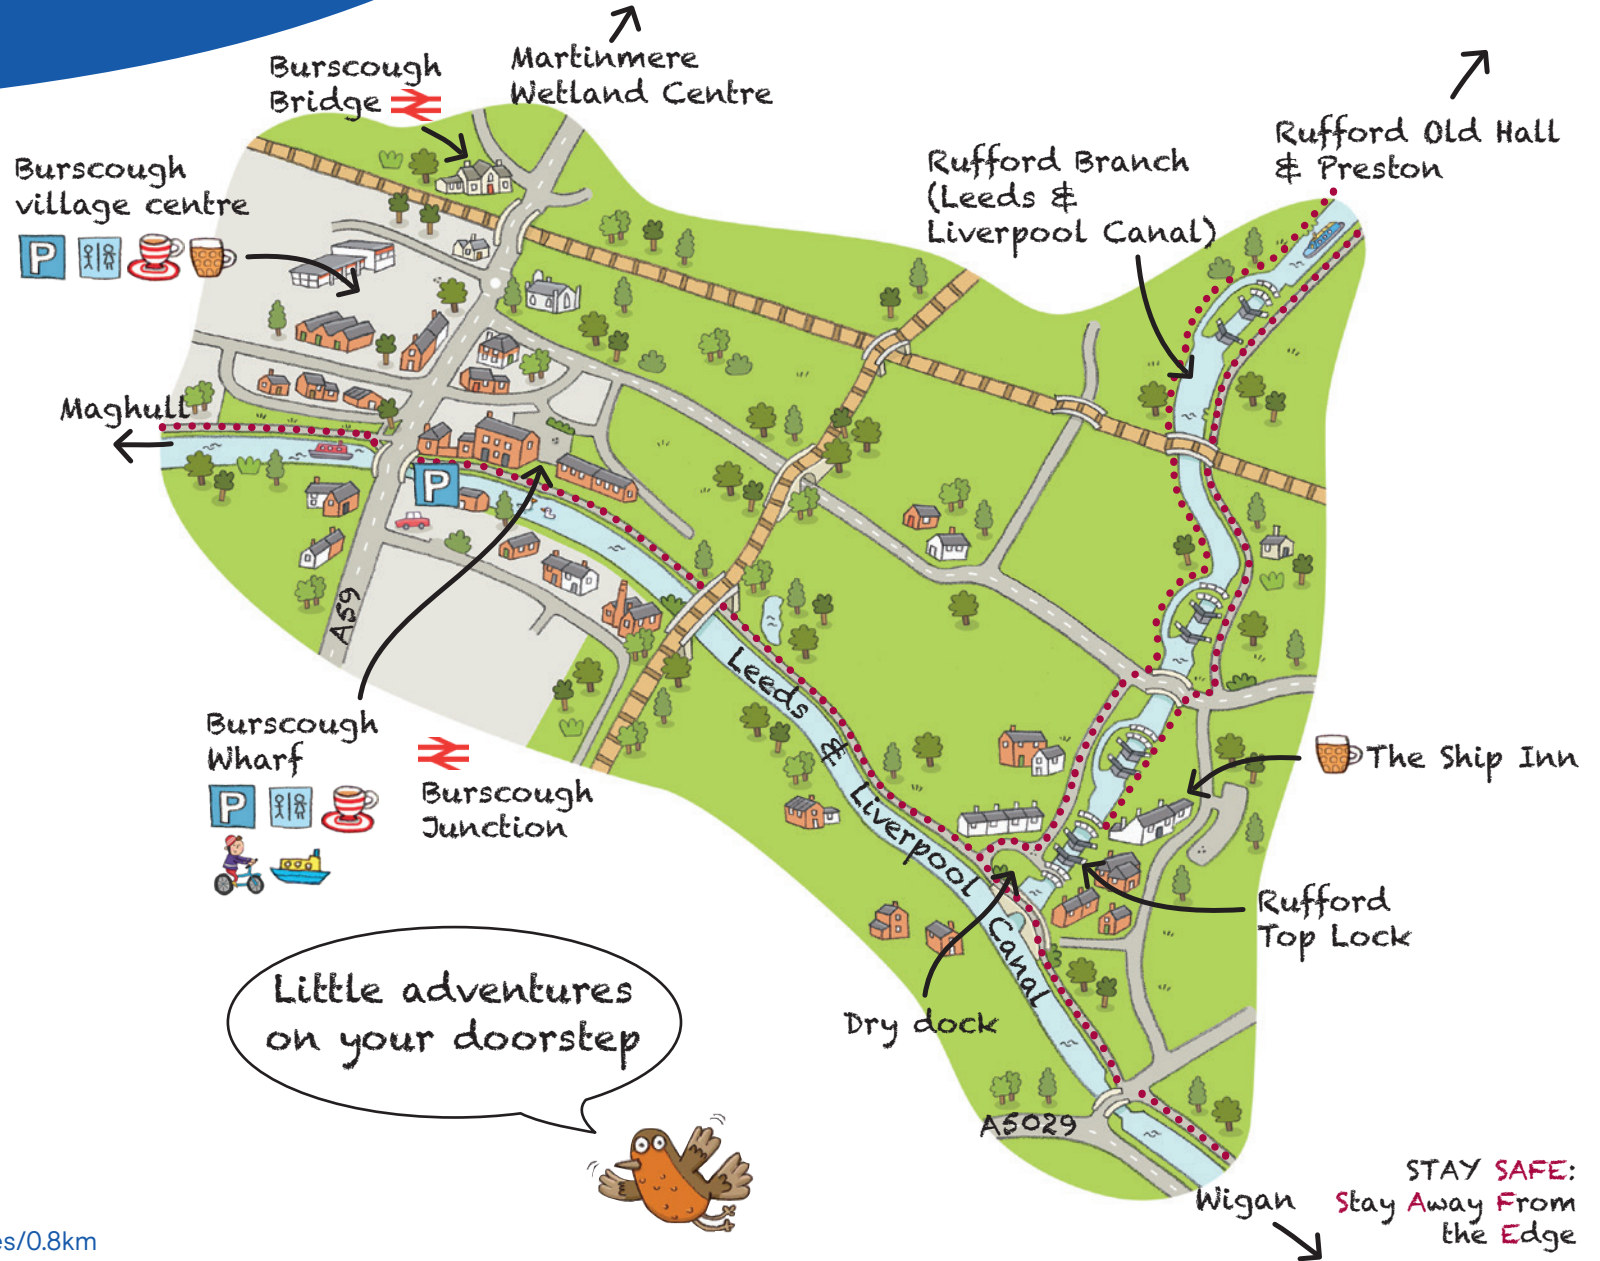 Martinmere
Wetland Centre
Burscough
Bridge
Rufford Old Hall
& Preston
Rufford Branch
(Leeds &
Liverpool Canal)
Burscough
village centre
P
Maghull
P
A59
Leeds & Liverpool Canal
Burscough
Wharf
P
Burscough
Junction
The Ship Inn
Rufford
Top Lock
Dry dock
Little adventures
on your doorstep
A5029
Wigan
STAY SAFE:
Stay Away From
the Edge
es/0.8km